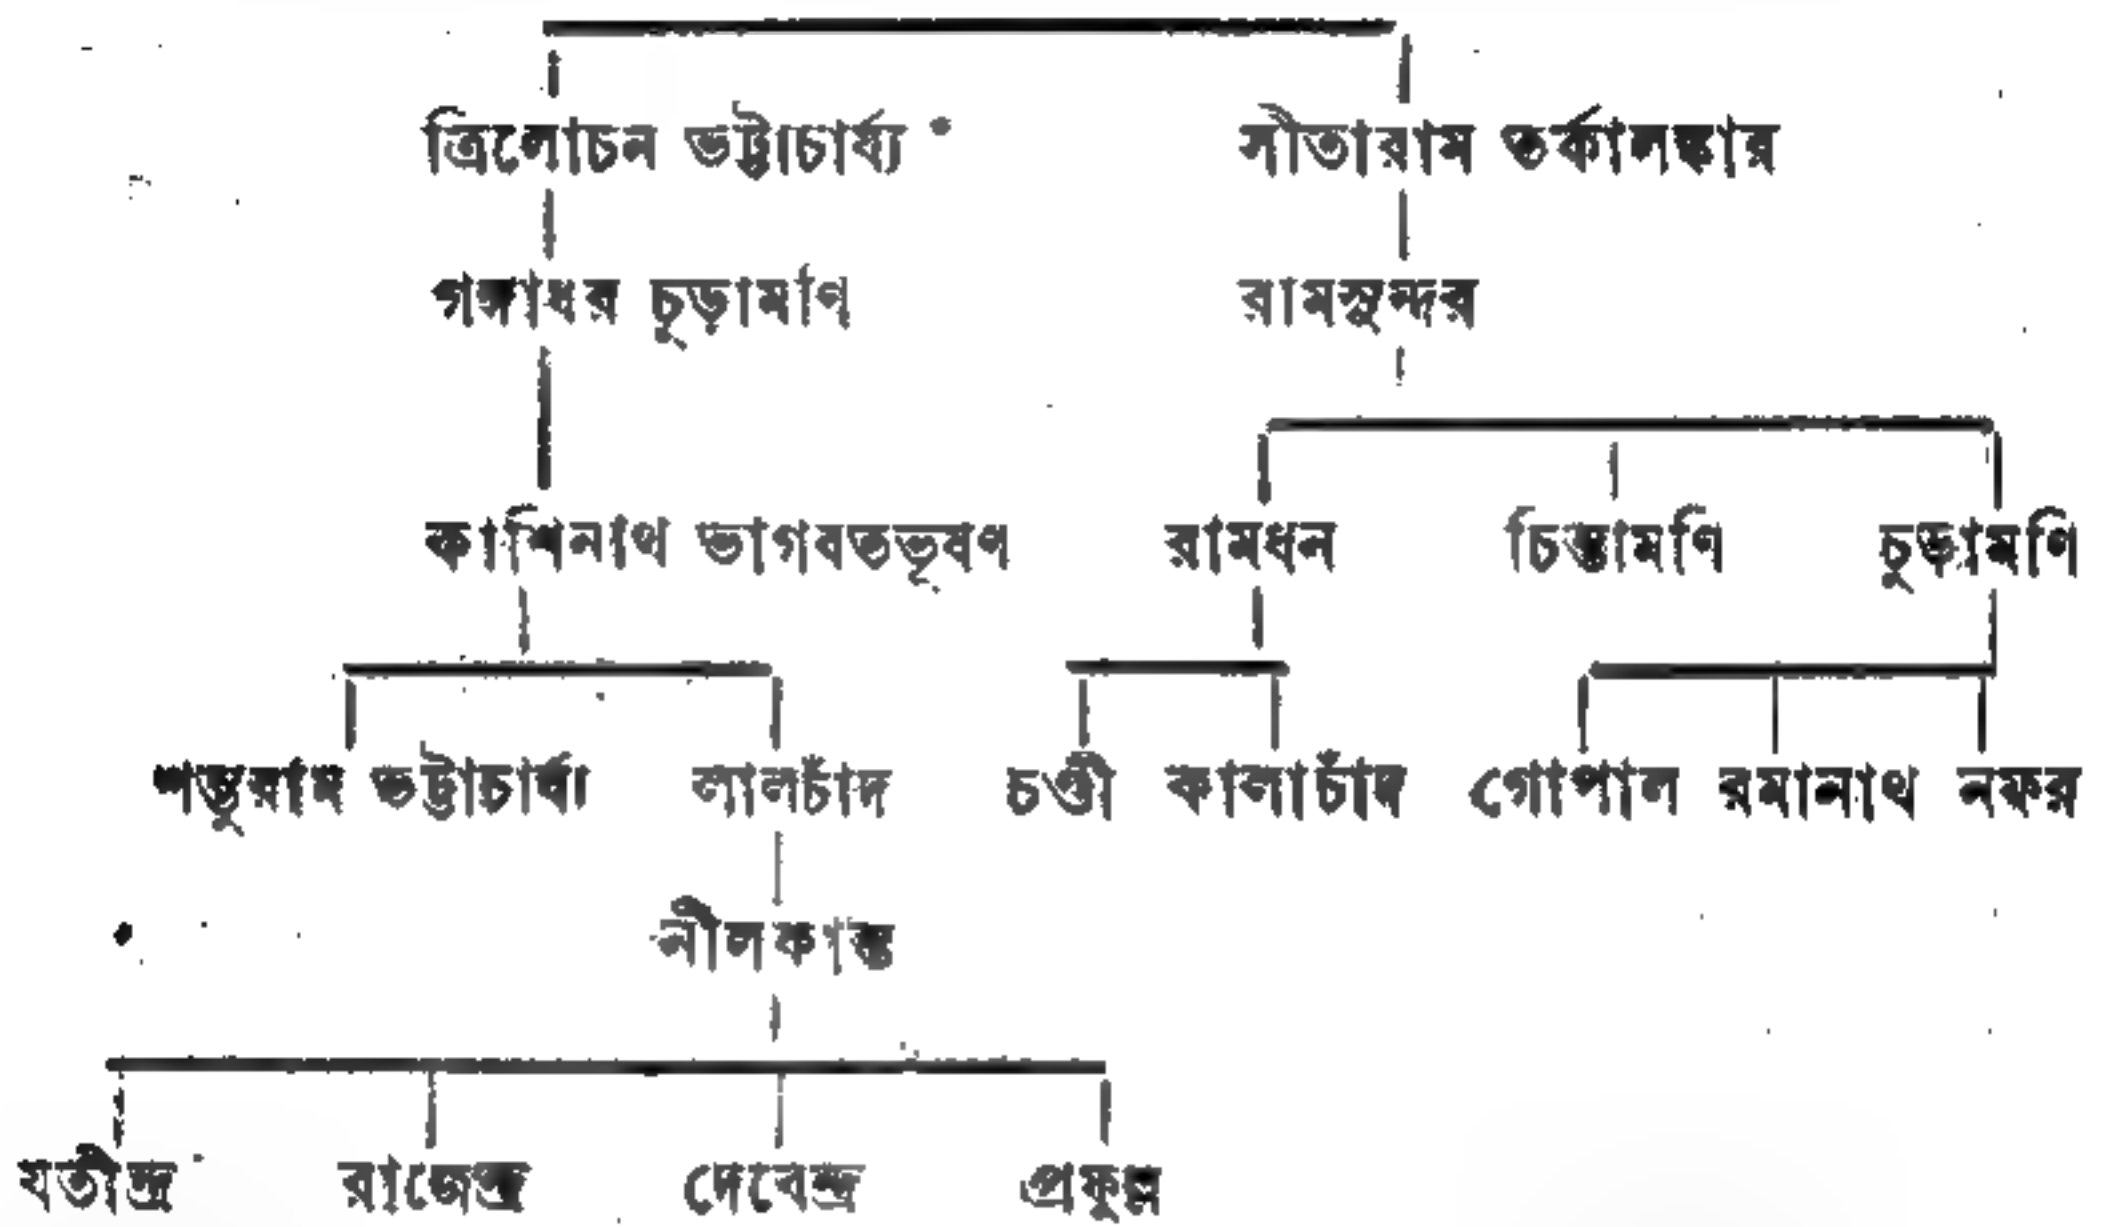 ত্রিলোচন ভট্টাচার্য্য সীতারাম তর্কালঙ্কার
গঙ্গাধর চূড়ামণি রামসুন্দর
কাশিনাথ ভাগবতভূষণ রামধন চিন্তামণি চুড়ামণি
শম্ভুরাম ভট্টাচার্য্য লালচাঁদ চণ্ডী কালাচাঁদ গোপাল রমানাথ নফর
নীলকান্ত
যতীন্দ্র রাজেন্দ্র দেবেন্দ্র প্রফুল্ল